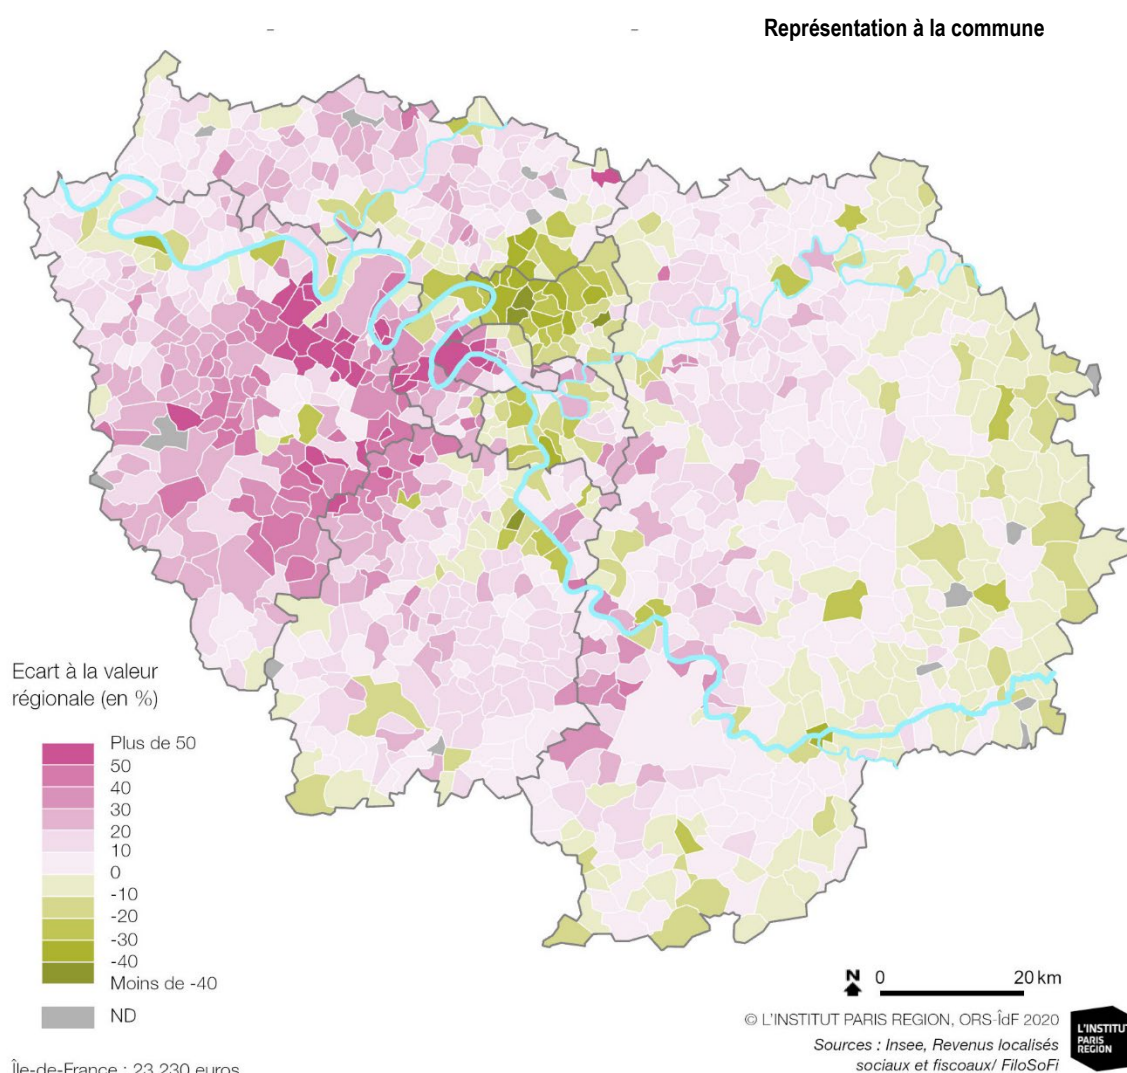 Représentation à la commune
Ecart à la valeur
régionale (en %)
Plus de 50
50
40
30
20
10
0
-10
-20
-30
-40
Moins de -40
ND
Île-de-France : 23 230 euros
N 0 20 km
© L'INSTITUT PARIS REGION, ORS-ÎdF 2020
Sources : Insee, Revenus localisés
sociaux et fiscoaux/ FiloSoFi
L'INSTITUT
PARIS
REGION